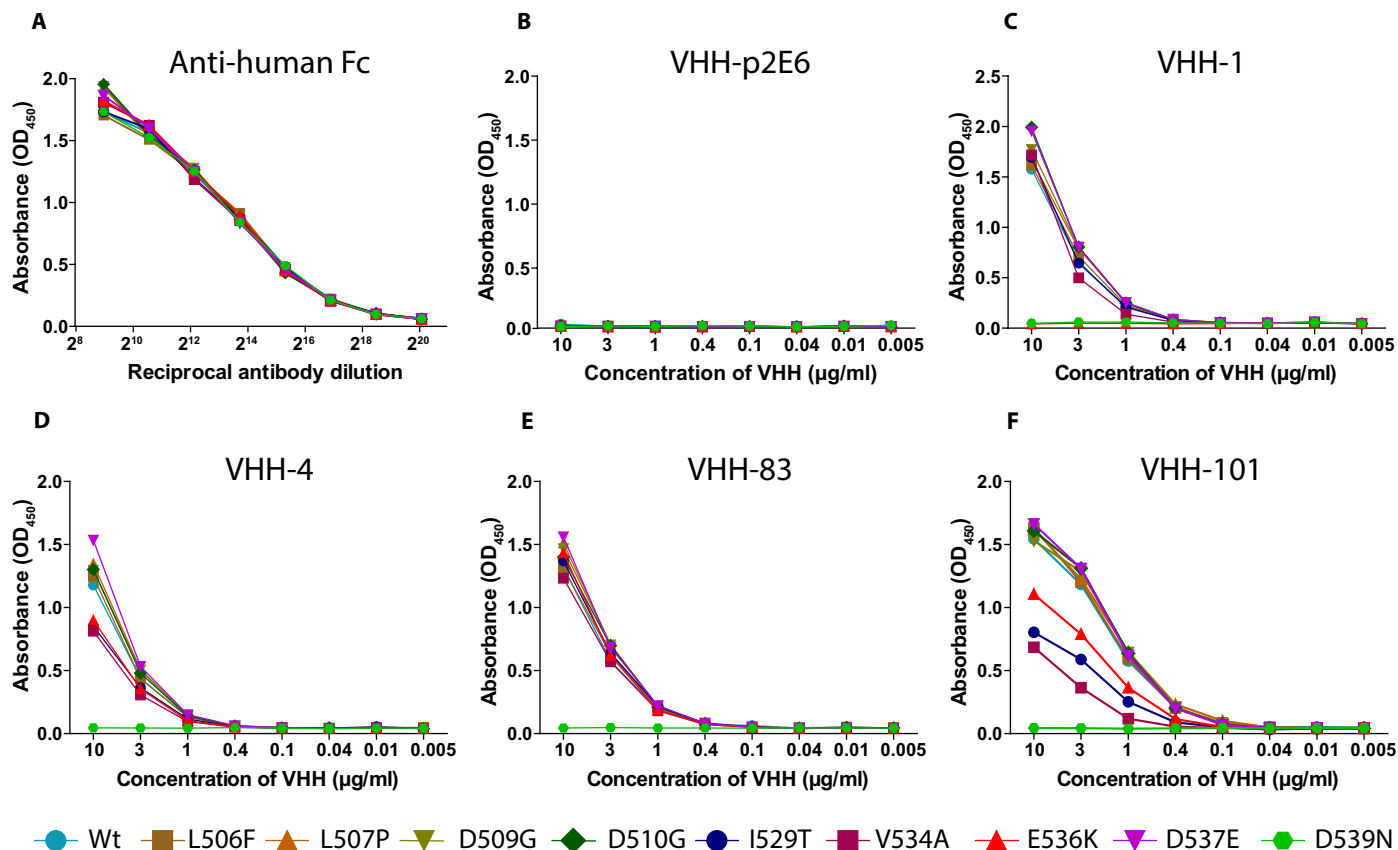 A
Anti-human Fc
Absorbance (OD450)
2.0
1.5
1.0
0.5
0.0
2^8 2^10 2^12 2^14 2^16 2^18 2^20
Reciprocal antibody dilution
B
VHH-p2E6
Absorbance (OD450)
2.0
1.5
1.0
0.5
0.0
10 3 1 0.4 0.1 0.04 0.01 0.005
Concentration of VHH (µg/ml)
C
VHH-1
Absorbance (OD450)
2.5
2.0
1.5
1.0
0.5
0.0
10 3 1 0.4 0.1 0.04 0.01 0.005
Concentration of VHH (µg/ml)
D
VHH-4
Absorbance (OD450)
2.0
1.5
1.0
0.5
0.0
10 3 1 0.4 0.1 0.04 0.01 0.005
Concentration of VHH (µg/ml)
E
VHH-83
Absorbance (OD450)
2.0
1.5
1.0
0.5
0.0
10 3 1 0.4 0.1 0.04 0.01 0.005
Concentration of VHH (µg/ml)
F
VHH-101
Absorbance (OD450)
2.0
1.5
1.0
0.5
0.0
10 3 1 0.4 0.1 0.04 0.01 0.005
Concentration of VHH (µg/ml)
Wt L506F L507P D509G D510G I529T V534A E536K D537E D539N